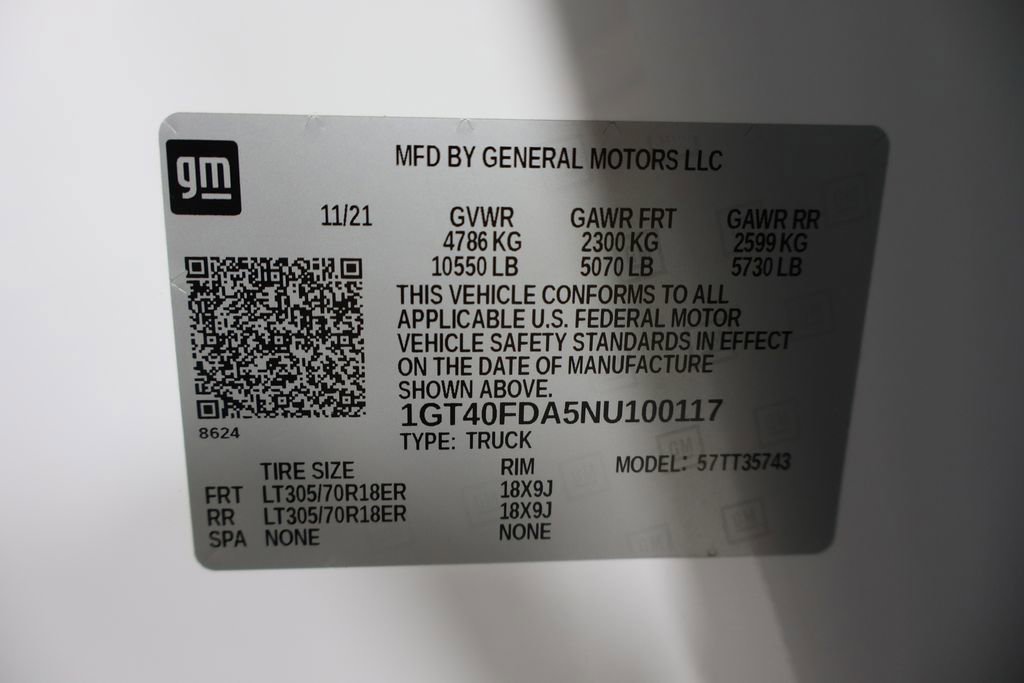 gm
MFD BY GENERAL MOTORS LLC
11/21 GVWR GAWR FRT GAWR RR
4786 KG 2300 KG 2599 KG
10550 LB 5070 LB 5730 LB
THIS VEHICLE CONFORMS TO ALL
APPLICABLE U.S. FEDERAL MOTOR
VEHICLE SAFETY STANDARDS IN EFFECT
ON THE DATE OF MANUFACTURE
SHOWN ABOVE.
1GT40FDA5NU100117
8624
TYPE: TRUCK
TIRE SIZE RIM MODEL: 57TT35743
FRT LT305/70R18ER 18X9J
RR LT305/70R18ER 18X9J
SPA NONE NONE